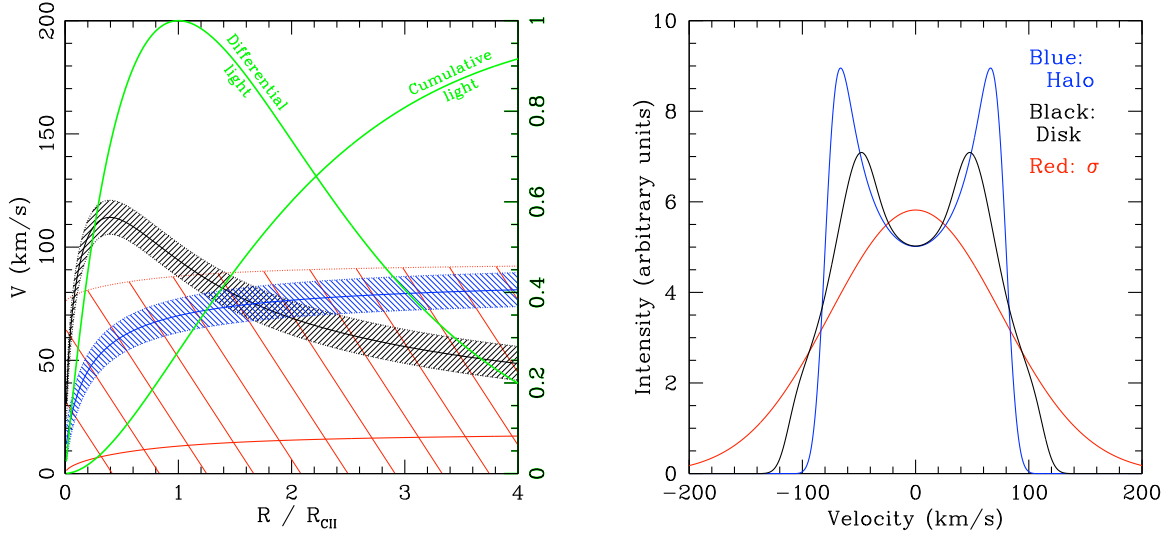 200
150
100
50
0
V (km/s)
0
1
2
3
4
R / R_CII
1
0.8
0.6
0.4
0.2
0
Differential
light
Cumulative
light
10
8
6
4
2
0
Intensity (arbitrary units)
−200
−100
0
100
200
Velocity (km/s)
Blue:
Halo
Black:
Disk
Red: σ